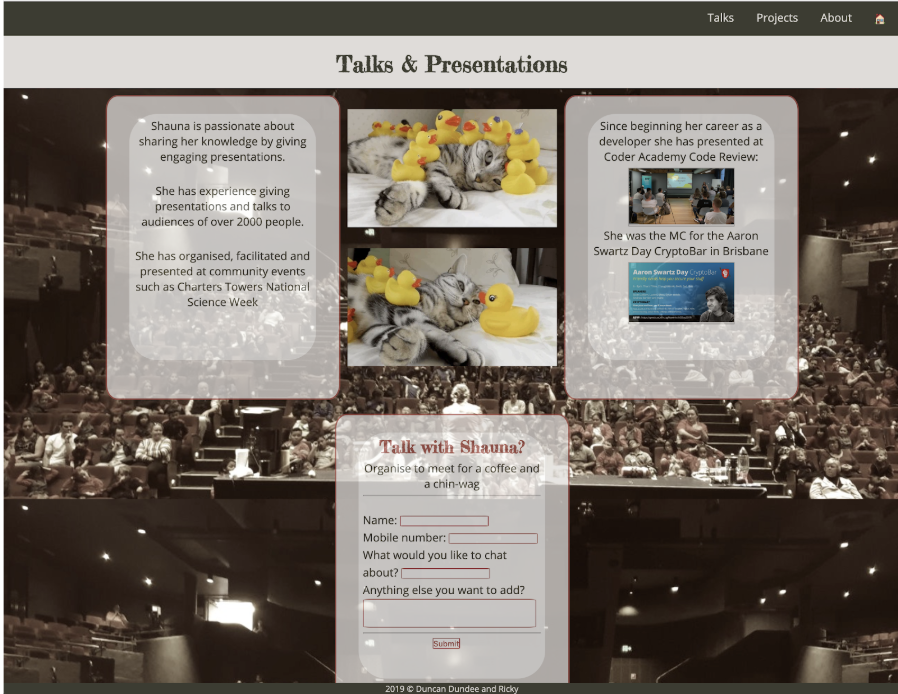 Talks Projects About
Talks & Presentations
Shauna is passionate about
sharing her knowledge by giving
engaging presentations.
She has experience giving
presentations and talks to
audiences of over 2000 people.
She has organised, facilitated and
presented at community events
such as Charters Towers National
Science Week
Since beginning her career as a
developer she has presented at
Coder Academy Code Review:
She was the MC for the Aaron
Swartz Day CryptoBar in Brisbane
Aaron Swartz Day CryptoBar
Talk with Shauna?
Organise to meet for a coffee and
a chin-wag
Name:
Mobile number:
What would you like to chat
about?
Anything else you want to add?
Submit
2019 © Duncan Dundee and Ricky